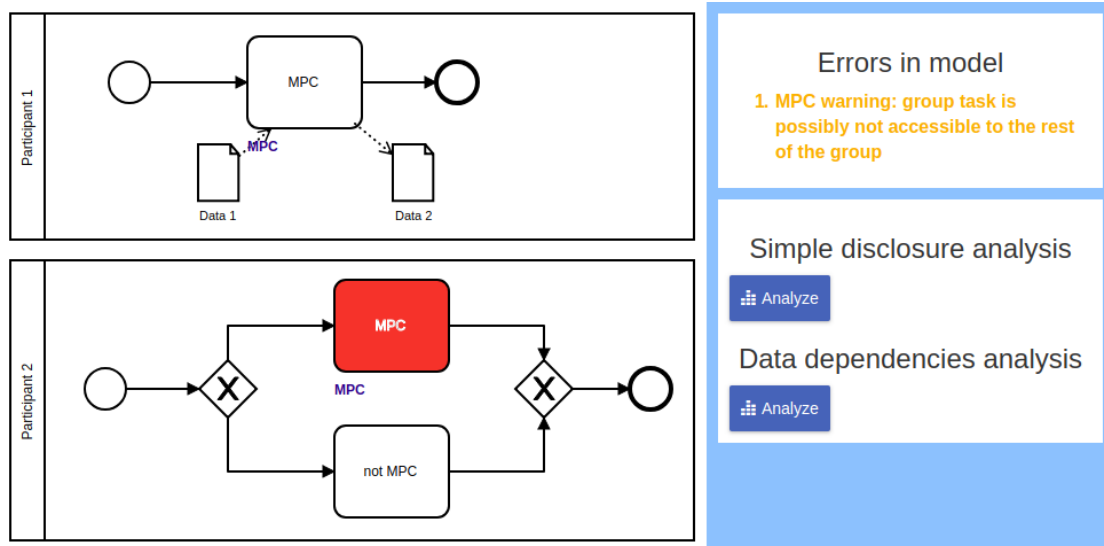 Participant 1
MPC
MPC
Data 1
Data 2
Participant 2
X
MPC
MPC
not MPC
X
Errors in model
1. MPC warning: group task is
possibly not accessible to the rest
of the group
Simple disclosure analysis
Analyze
Data dependencies analysis
Analyze